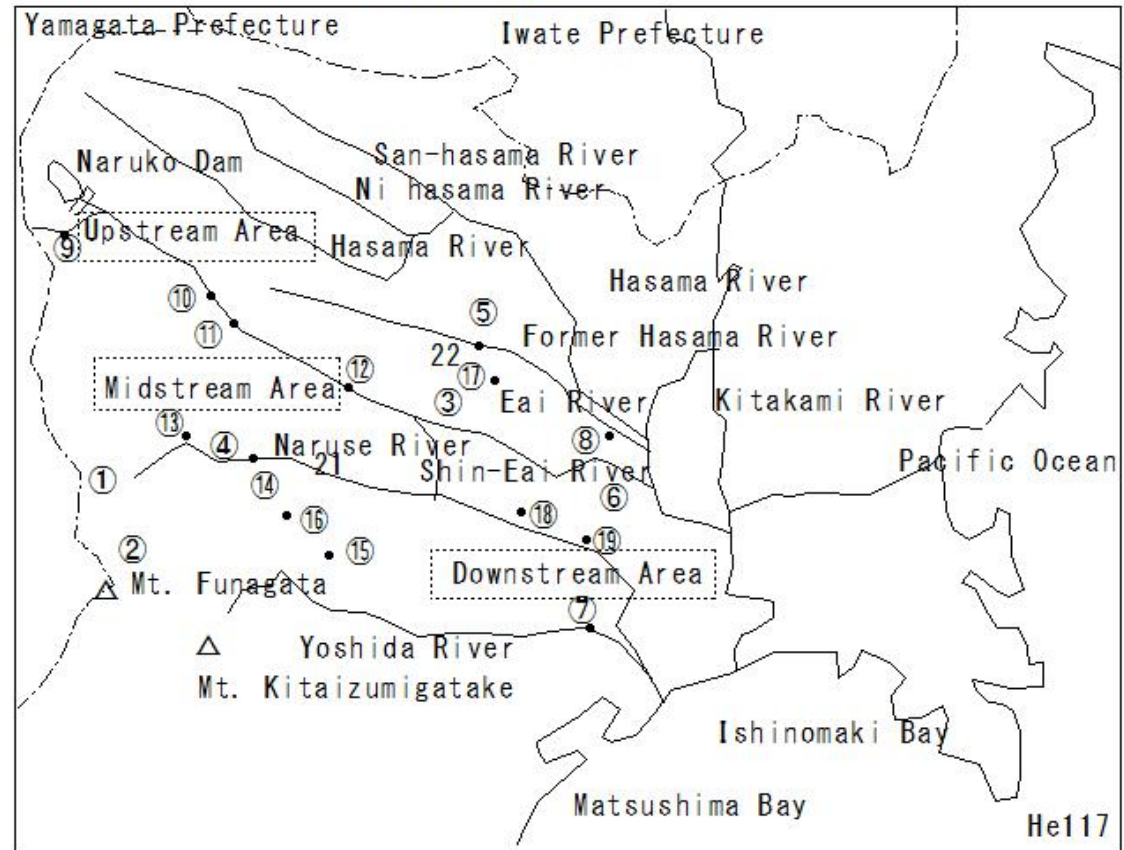 Yamagata Prefecture
Iwate Prefecture
San-hasama River
Naruko Dam
Ni hasama River
Upstream Area
⑨
Hasama River
Hasama River
⑩
⑤
⑪
Former Hasama River
22
⑫
⑰
Midstream Area
③
Eai River
Kitakami River
⑬
④
Naruse River
⑧
21
Shin-Eai River
Pacific Ocean
①
⑭
⑥
⑯
⑱
②
⑮
⑲
Mt. Funagata
Downstream Area
⑦
Yoshida River
Mt. Kitaizumigatake
Ishinomaki Bay
Matsushima Bay
He117